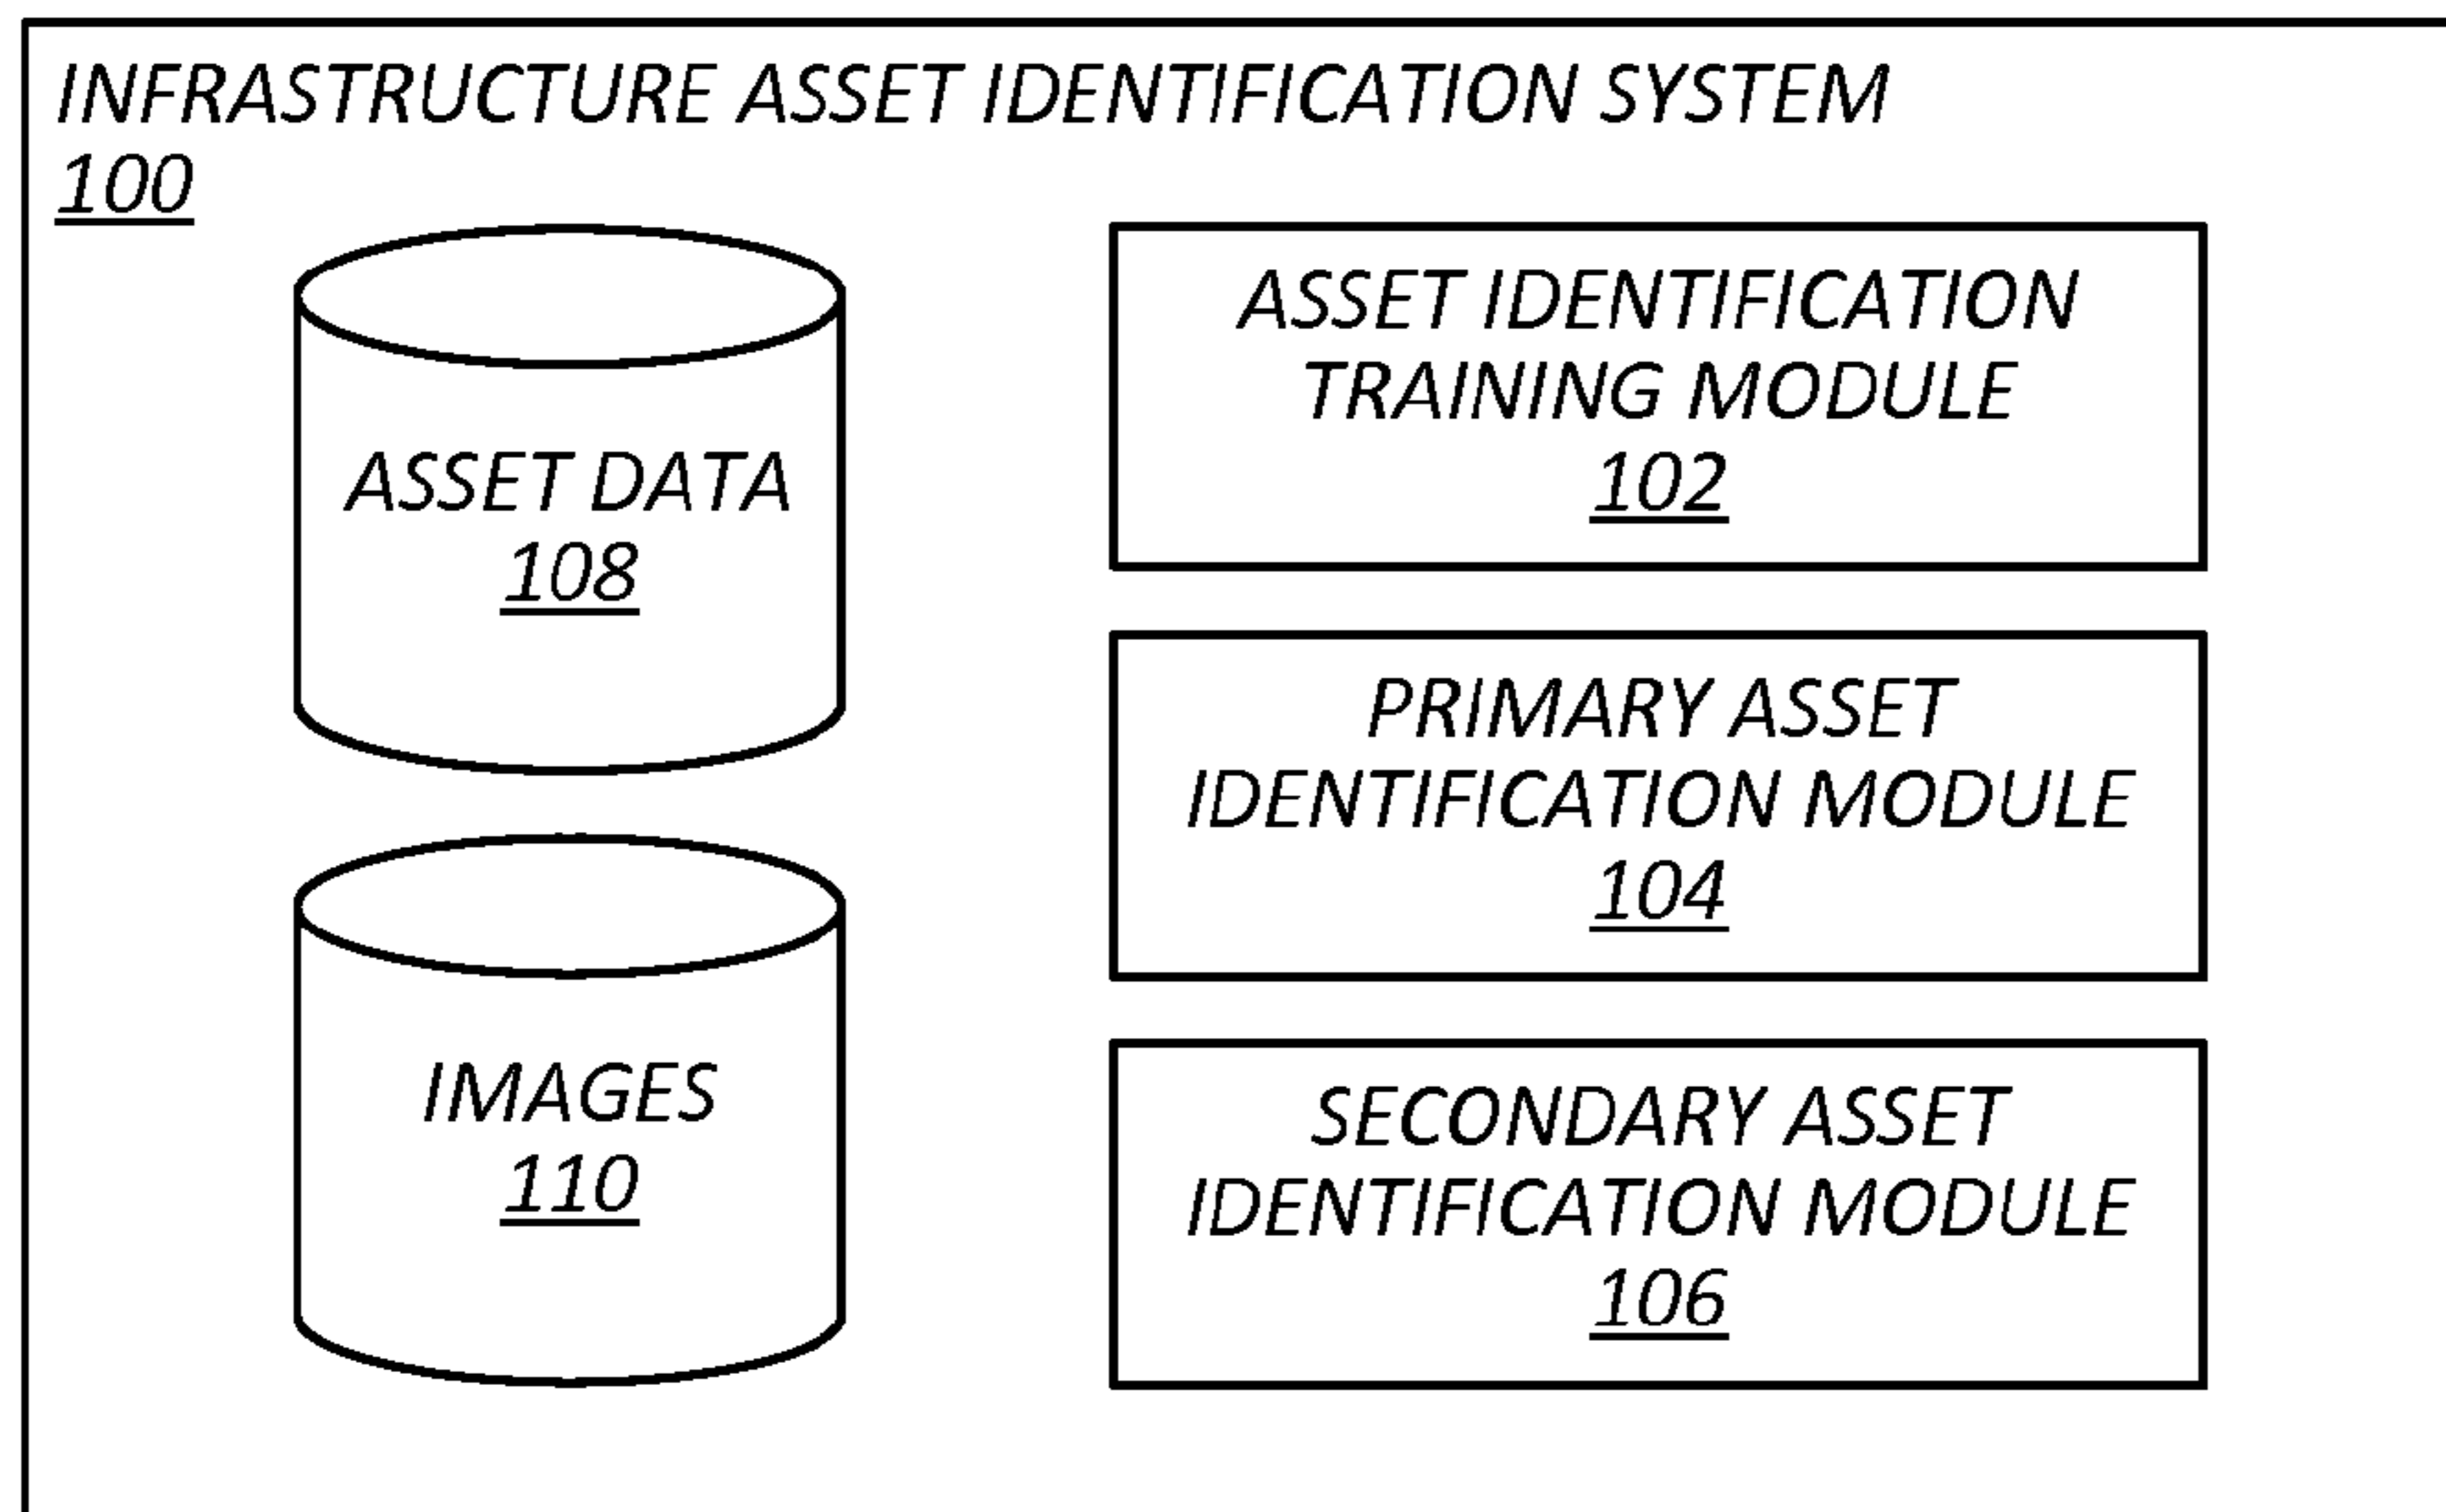 INFRASTRUCTURE ASSET IDENTIFICATION SYSTEM
100
ASSET DATA
108
IMAGES
110
ASSET IDENTIFICATION
TRAINING MODULE
102
PRIMARY ASSET
IDENTIFICATION MODULE
104
SECONDARY ASSET
IDENTIFICATION MODULE
106